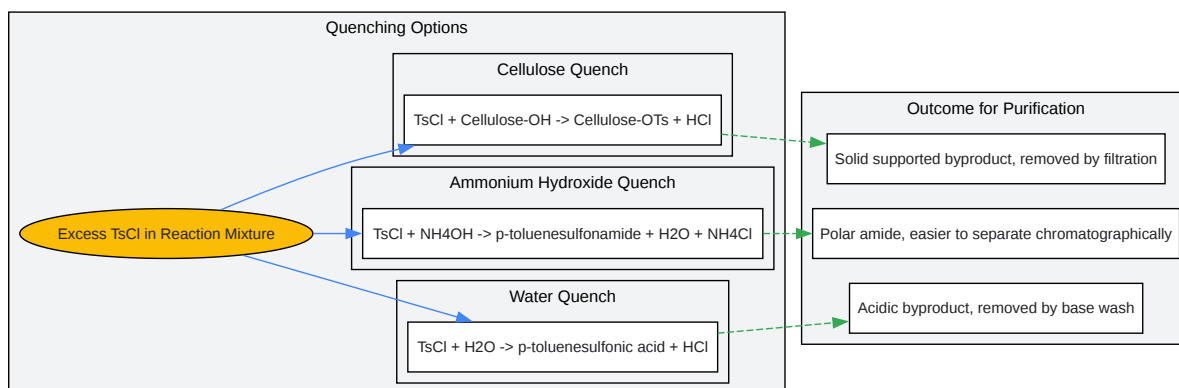 Quenching Options
Cellulose Quench
TsCl + Cellulose-OH -> Cellulose-OTs + HCl
Ammonium Hydroxide Quench
Excess TsCl in Reaction Mixture
TsCl + NH4OH -> p-toluenesulfonamide + H2O + NH4Cl
Water Quench
TsCl + H2O -> p-toluenesulfonic acid + HCl
Outcome for Purification
Solid supported byproduct, removed by filtration
Polar amide, easier to separate chromatographically
Acidic byproduct, removed by base wash